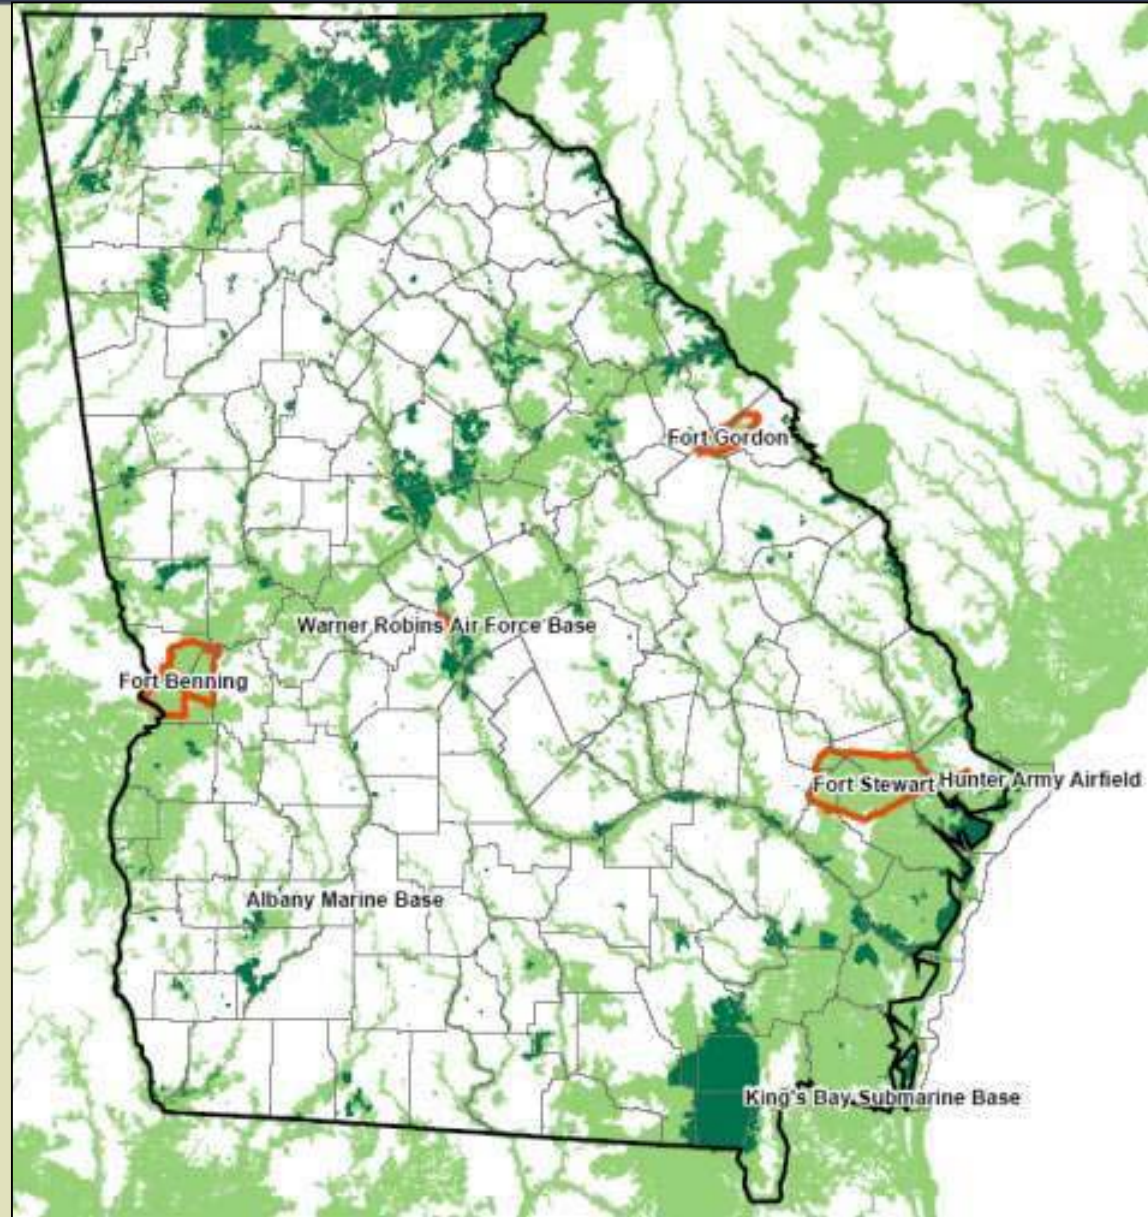 Fort Gordon
Warner Robins Air Force Base
Fort Benning
Fort Stewart
Hunter Army Airfield
Albany Marine Base
King's Bay Submarine Base